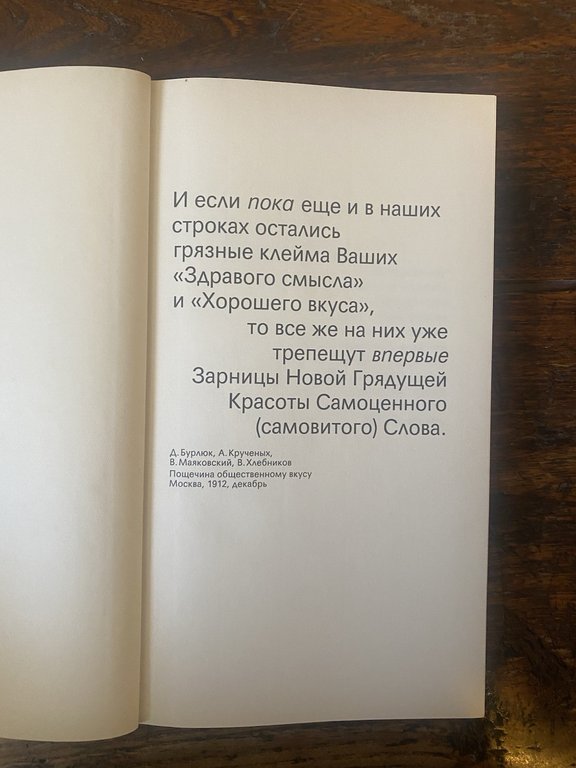 И если пока еще и в наших
строках остались
грязные клейма Ваших
«Здравого смысла»
и «Хорошего вкуса»,
то все же на них уже
трепещут впервые
Зарницы Новой Грядущей
Красоты Самоценного
(самовитого) Слова.
Д. Бурлюк, А. Крученых,
В. Маяковский, В. Хлебников
Пощечина общественному вкусу
Москва, 1912, декабрь